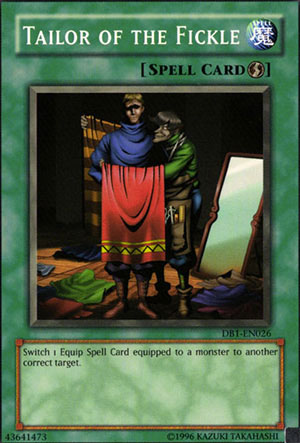 TAILOR OF THE FICKLE 魔
[SPELL CARD]
DB1-EN026
Switch 1 Equip Spell Card equipped to a monster to another
correct target.
43641473 ©1996 KAZUKI TAKAHASHI